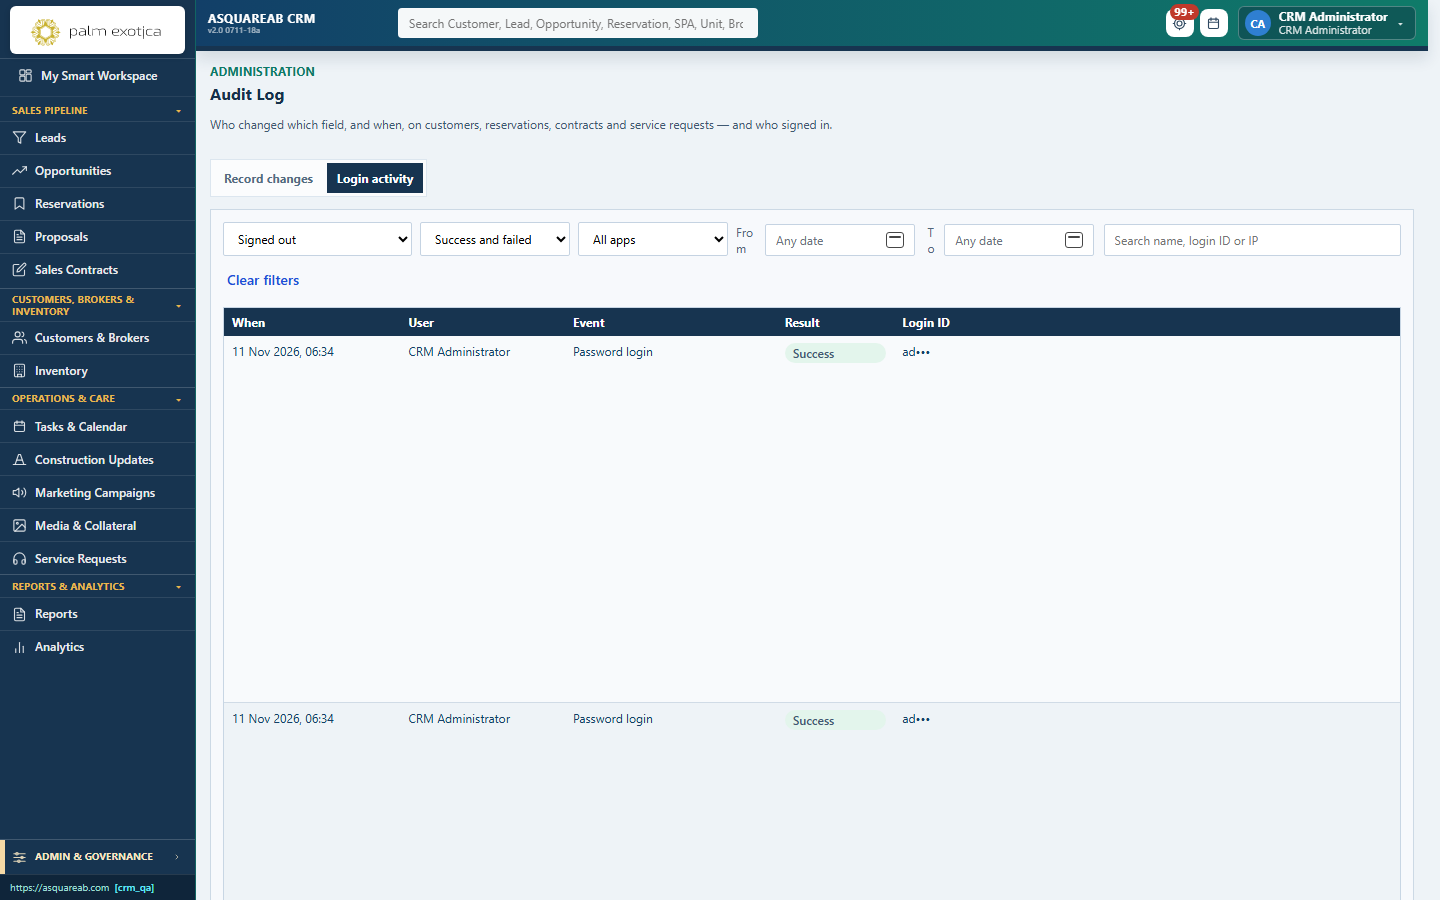 palm exotica
ASQUAREAB CRM
v2.0 0711-18a
Search Customer, Lead, Opportunity, Reservation, SPA, Unit, Brc
99+
CA
CRM Administrator
CRM Administrator
My Smart Workspace
SALES PIPELINE
Leads
Opportunities
Reservations
Proposals
Sales Contracts
CUSTOMERS, BROKERS &
INVENTORY
Customers & Brokers
Inventory
OPERATIONS & CARE
Tasks & Calendar
Construction Updates
Marketing Campaigns
Media & Collateral
Service Requests
REPORTS & ANALYTICS
Reports
Analytics
ADMIN & GOVERNANCE
https://asquareab.com [crm_qa]
ADMINISTRATION
Audit Log
Who changed which field, and when, on customers, reservations, contracts and service requests — and who signed in.
Record changes Login activity
Signed out Success and failed All apps From Any date To Any date Search name, login ID or IP
Clear filters
When User Event Result Login ID
11 Nov 2026, 06:34 CRM Administrator Password login Success ad•••
11 Nov 2026, 06:34 CRM Administrator Password login Success ad•••